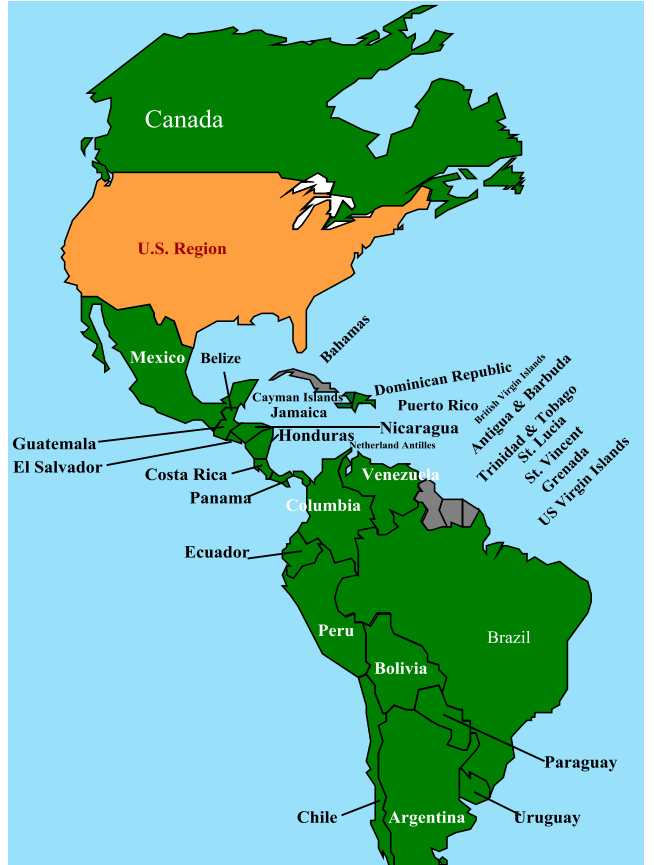 Canada
U.S. Region
Bahamas
Mexico
Belize
British Virgin Islands
Dominican Republic
Antigua & Barbuda
Cayman Islands
Puerto Rico
Jamaica
Trinidad & Tobago
St. Lucia
Nicaragua
Honduras
Guatemala
Netherland Antilles
St. Vincent
El Salvador
Grenada
Costa Rica
Venezuela
US Virgin Islands
Panama
Columbia
Ecuador
Peru
Brazil
Bolivia
Paraguay
Chile
Argentina
Uruguay